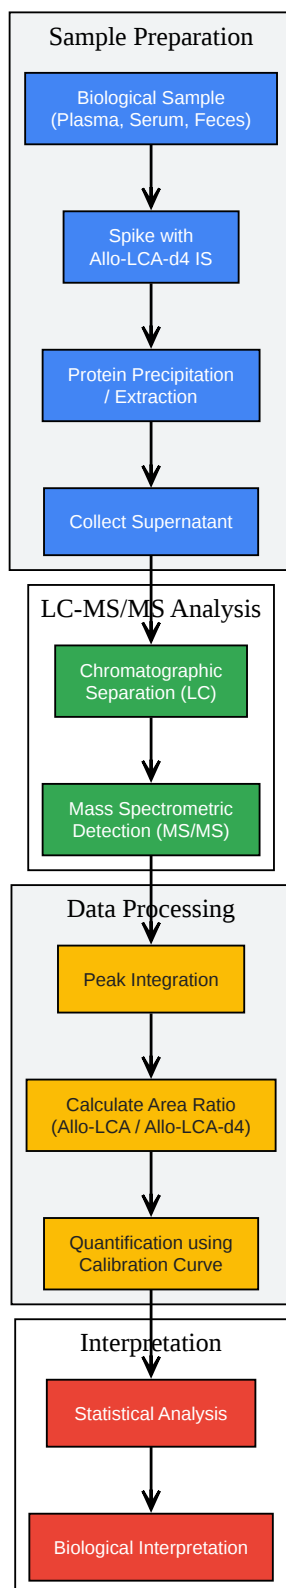 Sample Preparation
Biological Sample
(Plasma, Serum, Feces)
Spike with
Allo-LCA-d4 IS
Protein Precipitation
/ Extraction
Collect Supernatant
LC-MS/MS Analysis
Chromatographic
Separation (LC)
Mass Spectrometric
Detection (MS/MS)
Data Processing
Peak Integration
Calculate Area Ratio
(Allo-LCA / Allo-LCA-d4)
Quantification using
Calibration Curve
Interpretation
Statistical Analysis
Biological Interpretation